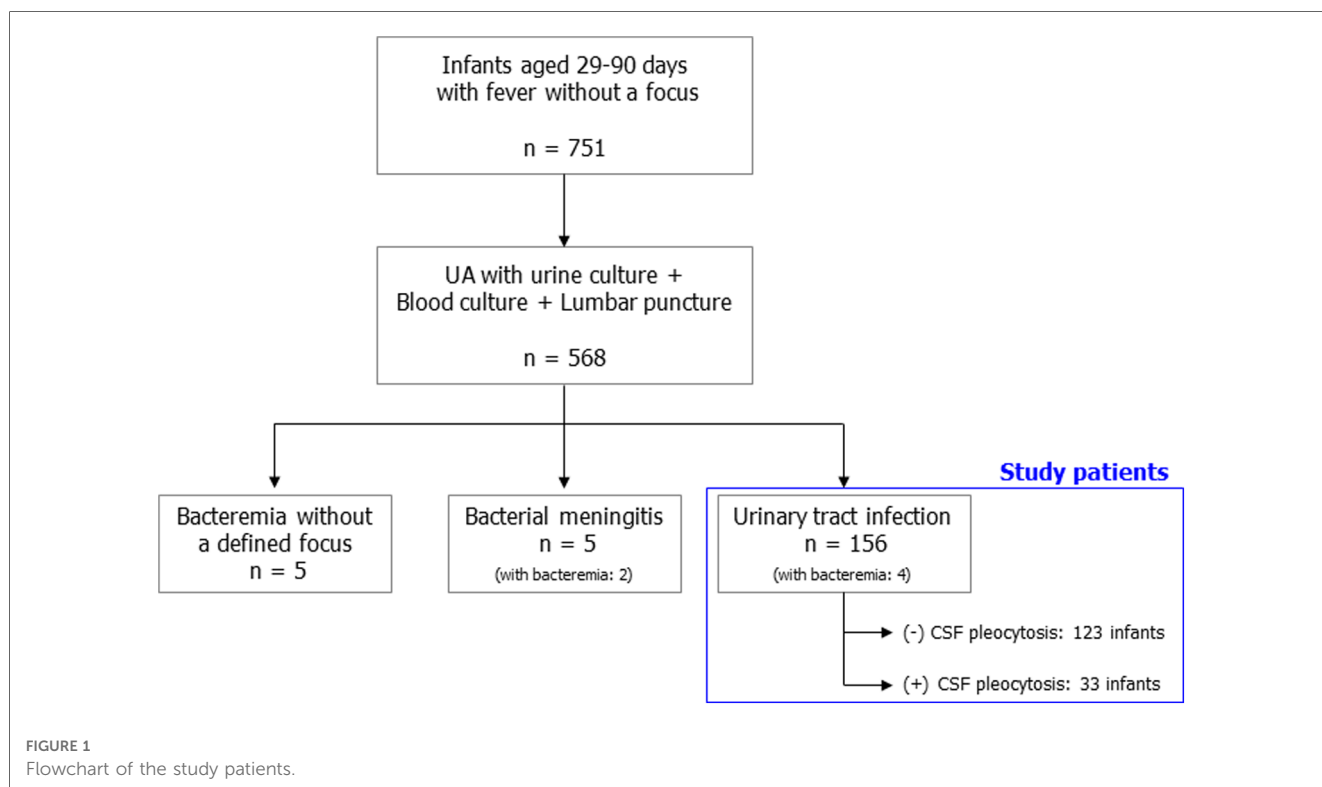 Infants aged 29-90 days
with fever without a focus
n = 751
UA with urine culture +
Blood culture + Lumbar puncture
n = 568
Study patients
Bacteremia without
a defined focus
n = 5
Bacterial meningitis
n = 5
(with bacteremia: 2)
Urinary tract infection
n = 156
(with bacteremia: 4)
(-) CSF pleocytosis: 123 infants
(+) CSF pleocytosis: 33 infants
FIGURE 1
Flowchart of the study patients.